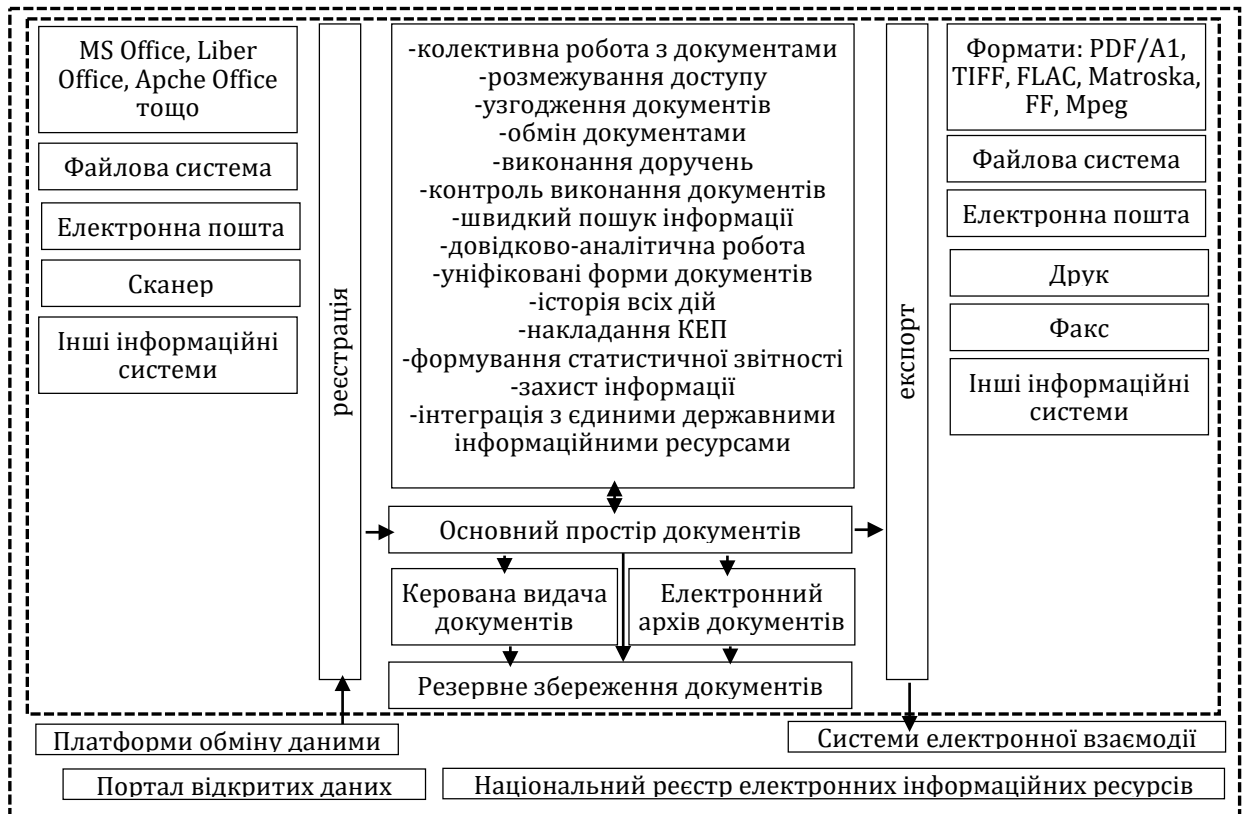 MS Office, Liber
Office, Apche Office
тощо
Файлова система
Електронна пошта
Сканер
Інші інформаційні
системи
реєстрація
-колективна робота з документами
-розмежування доступу
-узгодження документів
-обмін документами
-виконання доручень
-контроль виконання документів
-швидкий пошук інформації
-довідково-аналітична робота
-уніфіковані форми документів
-історія всіх дій
-накладання КЕП
-формування статистичної звітності
-захист інформації
-інтеграція з єдиними державними
інформаційними ресурсами
Основний простір документів
Керована видача
документів
Електронний
архів документів
Резервне збереження документів
експорт
Формати: PDF/A1,
TIFF, FLAC, Matroska,
FF, Mpeg
Файлова система
Електронна пошта
Друк
Факс
Інші інформаційні
системи
Платформи обміну даними
Системи електронної взаємодії
Портал відкритих даних
Національний реєстр електронних інформаційних ресурсів